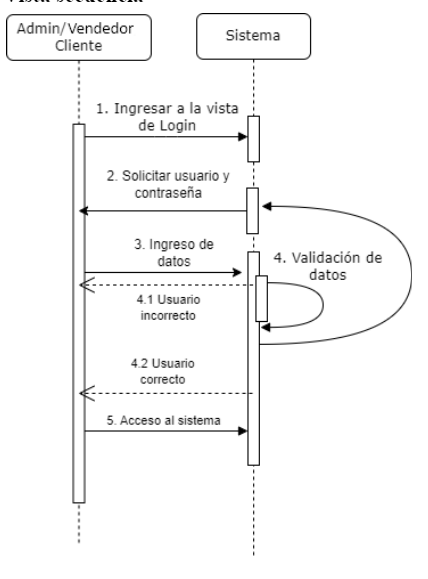 Vista secuencia
Admin/Vendedor
Cliente
Sistema
1. Ingresar a la vista
de Login
2. Solicitar usuario y
contraseña
3. Ingreso de
datos
4. Validación de
datos
4.1 Usuario
incorrecto
4.2 Usuario
correcto
5. Acceso al sistema